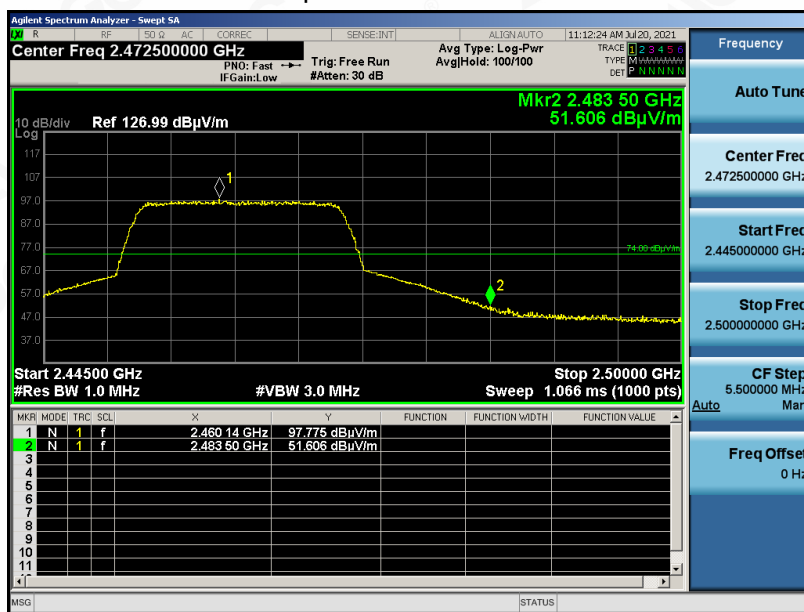 Agilent Spectrum Analyzer - Swept SA
LXI R RF 50 Ω AC CORREC SENSE:INT ALIGN AUTO 11:12:24 AM Jul 20, 2021
Center Freq 2.472500000 GHz
PNO: Fast
IFGain:Low
Trig: Free Run
#Atten: 30 dB
Avg Type: Log-Pwr
Avg|Hold: 100/100
TRACE 1 2 3 4 5 6
TYPE M
DET P N N N N N
Mkr2 2.483 50 GHz
51.606 dBµV/m
10 dB/div Ref 126.99 dBµV/m
Log
117
107
97.0
87.0
77.0
67.0
57.0
47.0
37.0
1
74.00 dBµV/m
2
Start 2.44500 GHz Stop 2.50000 GHz
#Res BW 1.0 MHz #VBW 3.0 MHz Sweep 1.066 ms (1000 pts)
MKR MODE TRC SCL X Y FUNCTION FUNCTION WIDTH FUNCTION VALUE
1 N 1 f 2.460 14 GHz 97.775 dBµV/m
2 N 1 f 2.483 50 GHz 51.606 dBµV/m
3
4
5
6
7
8
9
10
11
MSG STATUS
Frequency
Auto Tune
Center Freq
2.472500000 GHz
Start Freq
2.445000000 GHz
Stop Freq
2.500000000 GHz
CF Step
5.500000 MHz
Auto Man
Freq Offset
0 Hz